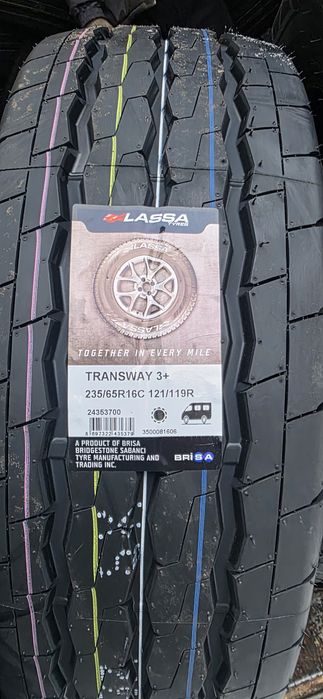 LASSA
TYRES
LASSA
TOGETHER IN EVERY MILE
TRANSWAY 3+
235/65R16C 121/119R
24353700
3500081606
A PRODUCT OF BRISA
BRIDGESTONE SABANCI
TYRE MANUFACTURING AND
TRADING INC.
BRiSA